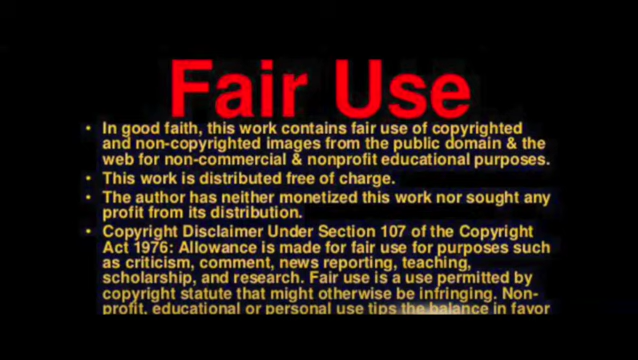 Fair Use
• In good faith, this work contains fair use of copyrighted
and non-copyrighted images from the public domain & the
web for non-commercial & nonprofit educational purposes.
• This work is distributed free of charge.
• The author has neither monetized this work nor sought any
profit from its distribution.
• Copyright Disclaimer Under Section 107 of the Copyright
Act 1976: Allowance is made for fair use for purposes such
as criticism, comment, news reporting, teaching,
scholarship, and research. Fair use is a use permitted by
copyright statute that might otherwise be infringing. Non-
profit, educational or personal use tips the balance in favor